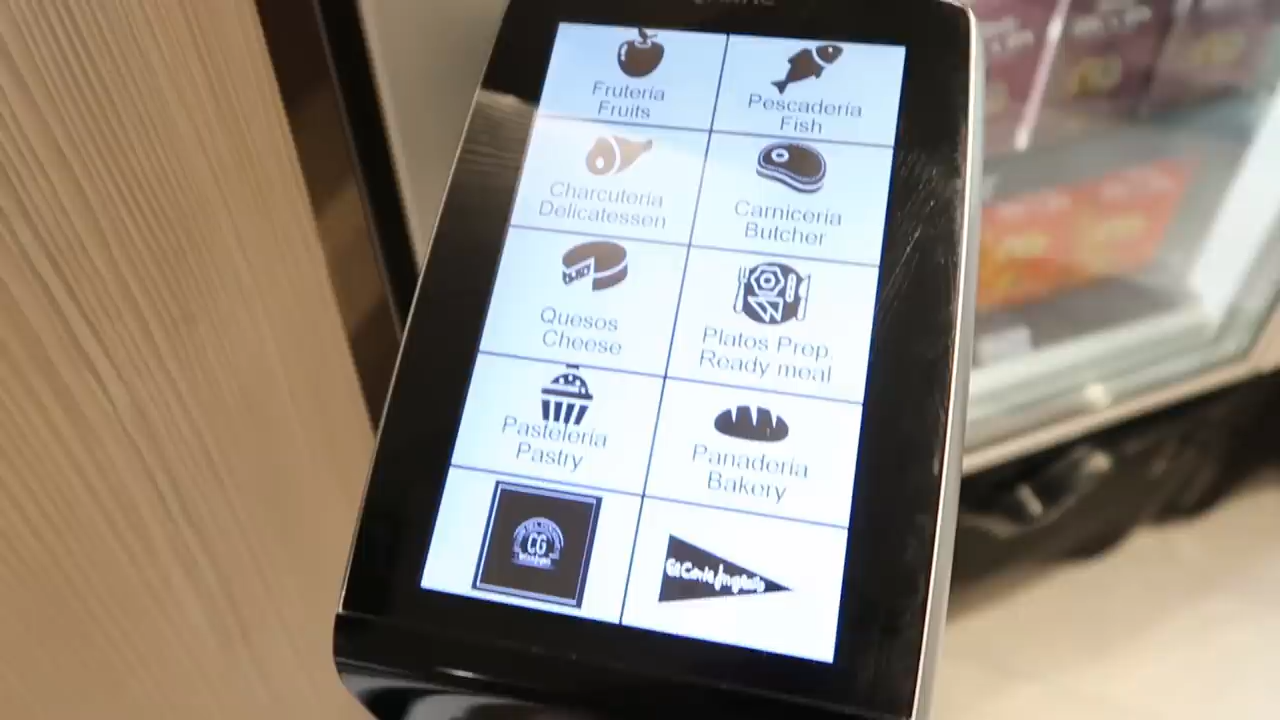 Frutería
Fruits
Pescadería
Fish
Charcutería
Delicatessen
Carnicería
Butcher
Quesos
Cheese
Platos Prep.
Ready meal
Pastelería
Pastry
Panadería
Bakery
CG
El Corte Inglés